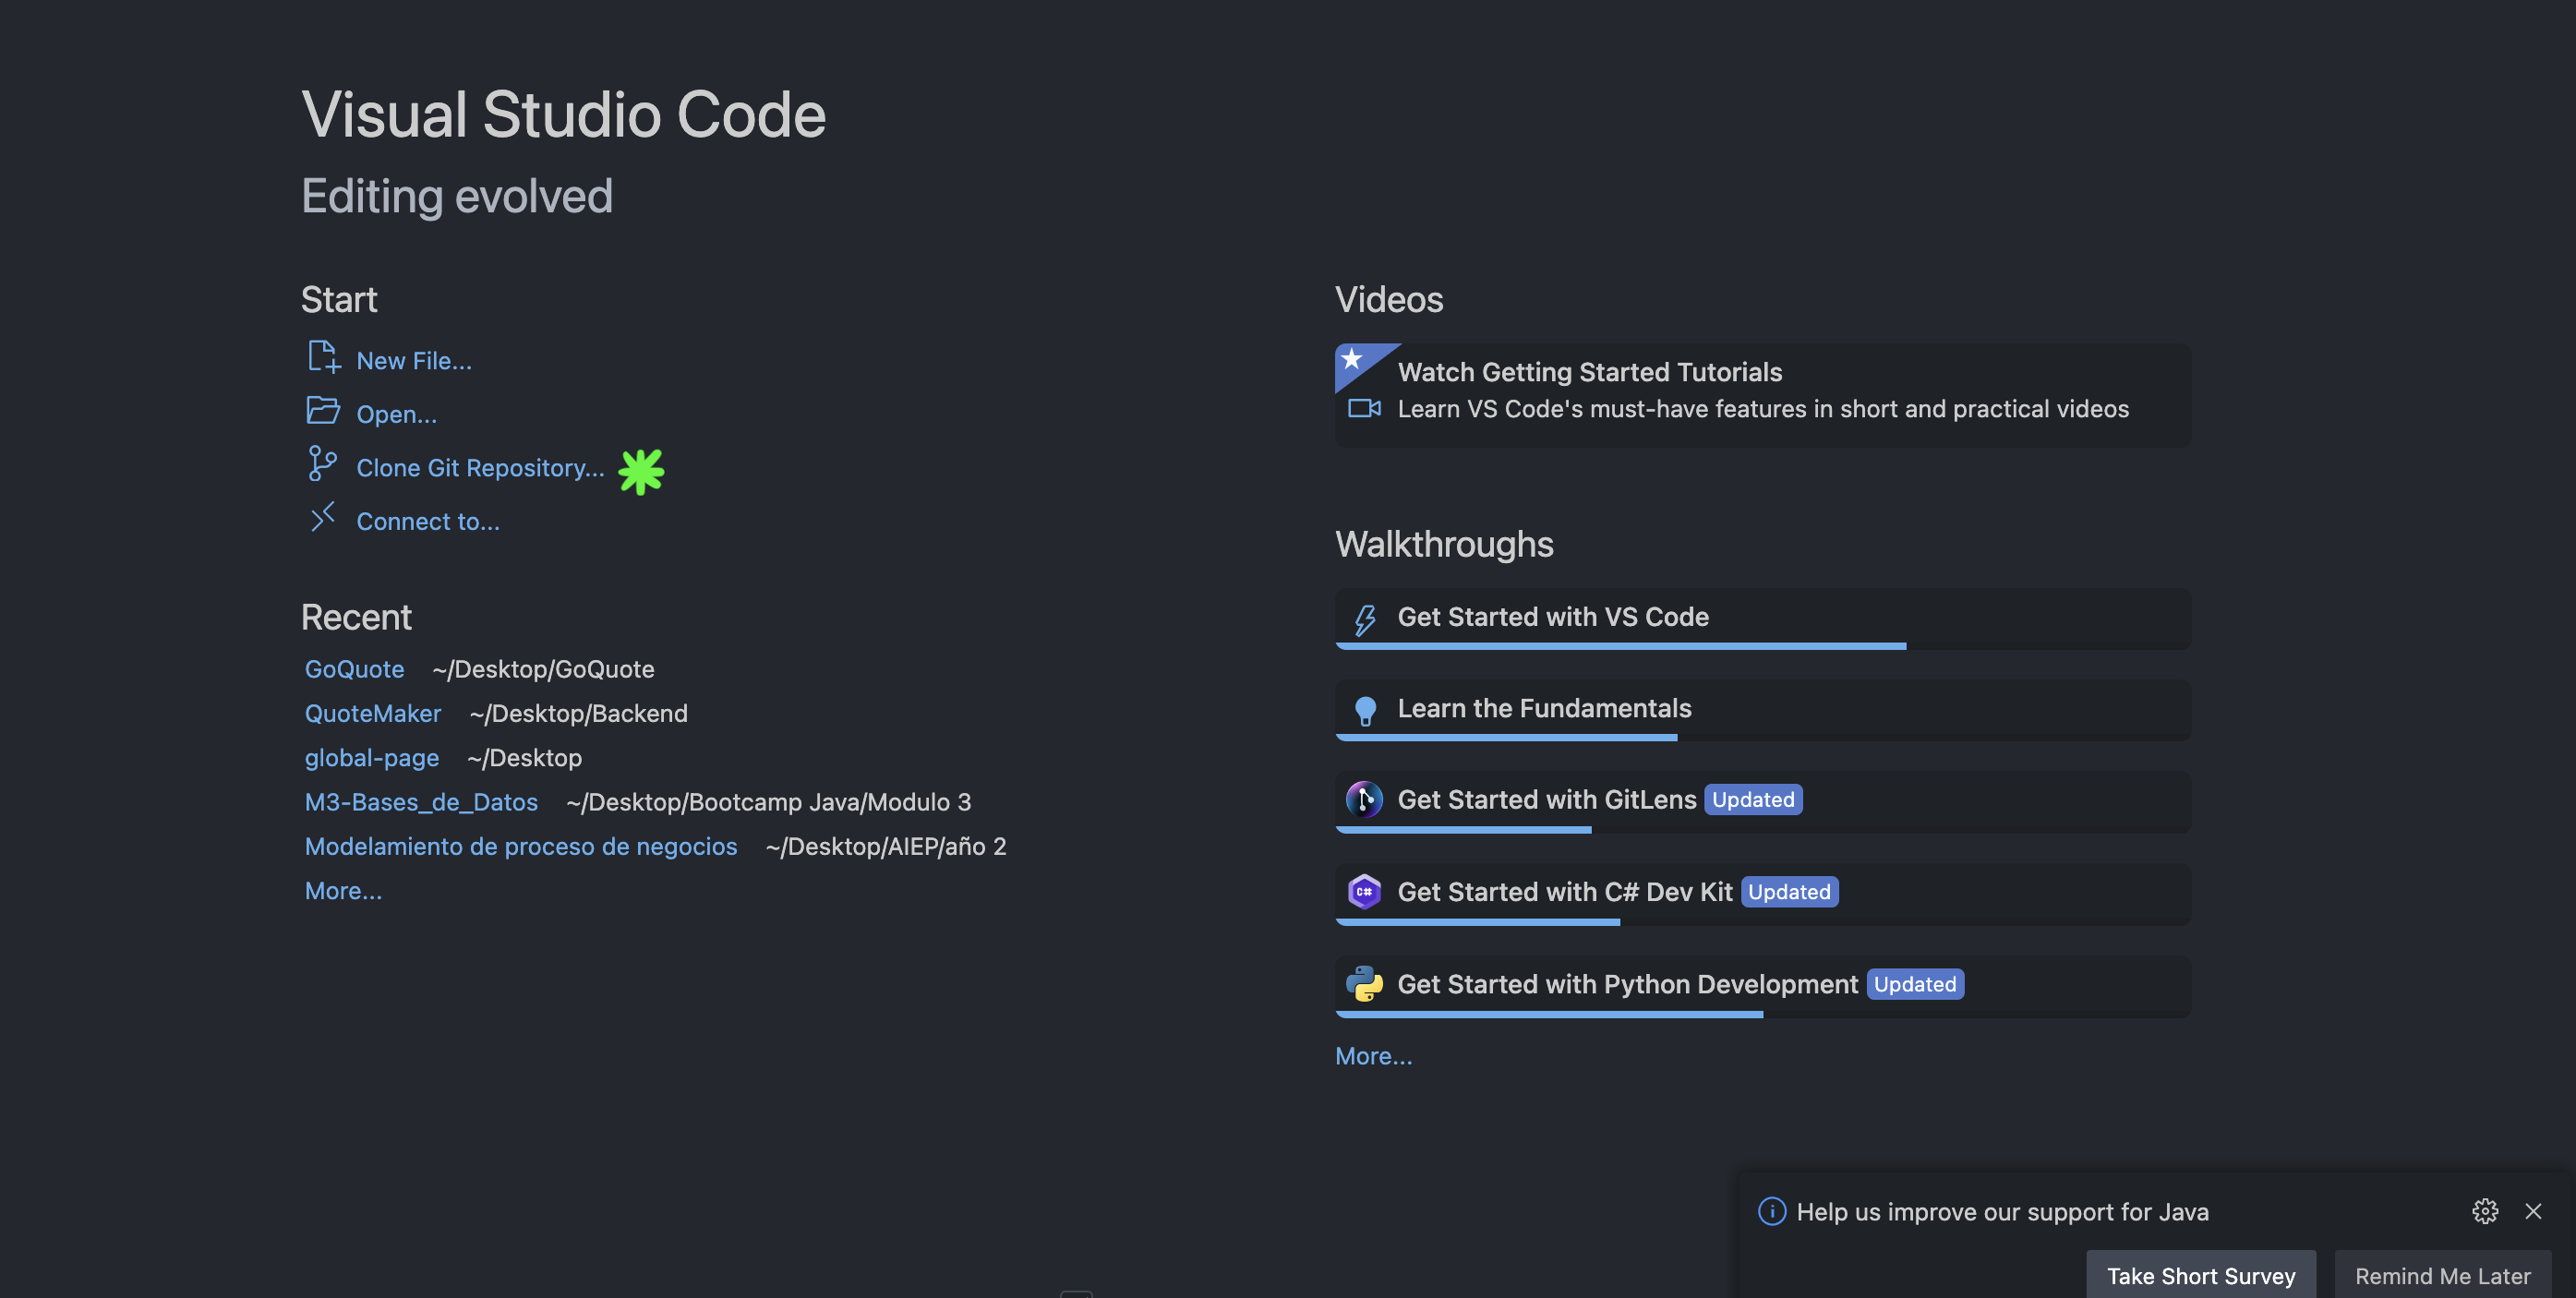 Visual Studio Code
Editing evolved
Start
New File...
Open...
Clone Git Repository...
Connect to...
Recent
GoQuote ~/Desktop/GoQuote
QuoteMaker ~/Desktop/Backend
global-page ~/Desktop
M3-Bases_de_Datos ~/Desktop/Bootcamp Java/Modulo 3
Modelamiento de proceso de negocios ~/Desktop/AIEP/año 2
More...
Videos
Watch Getting Started Tutorials
Learn VS Code's must-have features in short and practical videos
Walkthroughs
Get Started with VS Code
Learn the Fundamentals
Get Started with GitLens Updated
C#
Get Started with C# Dev Kit Updated
Get Started with Python Development Updated
More...
Help us improve our support for Java
Take Short Survey
Remind Me Later